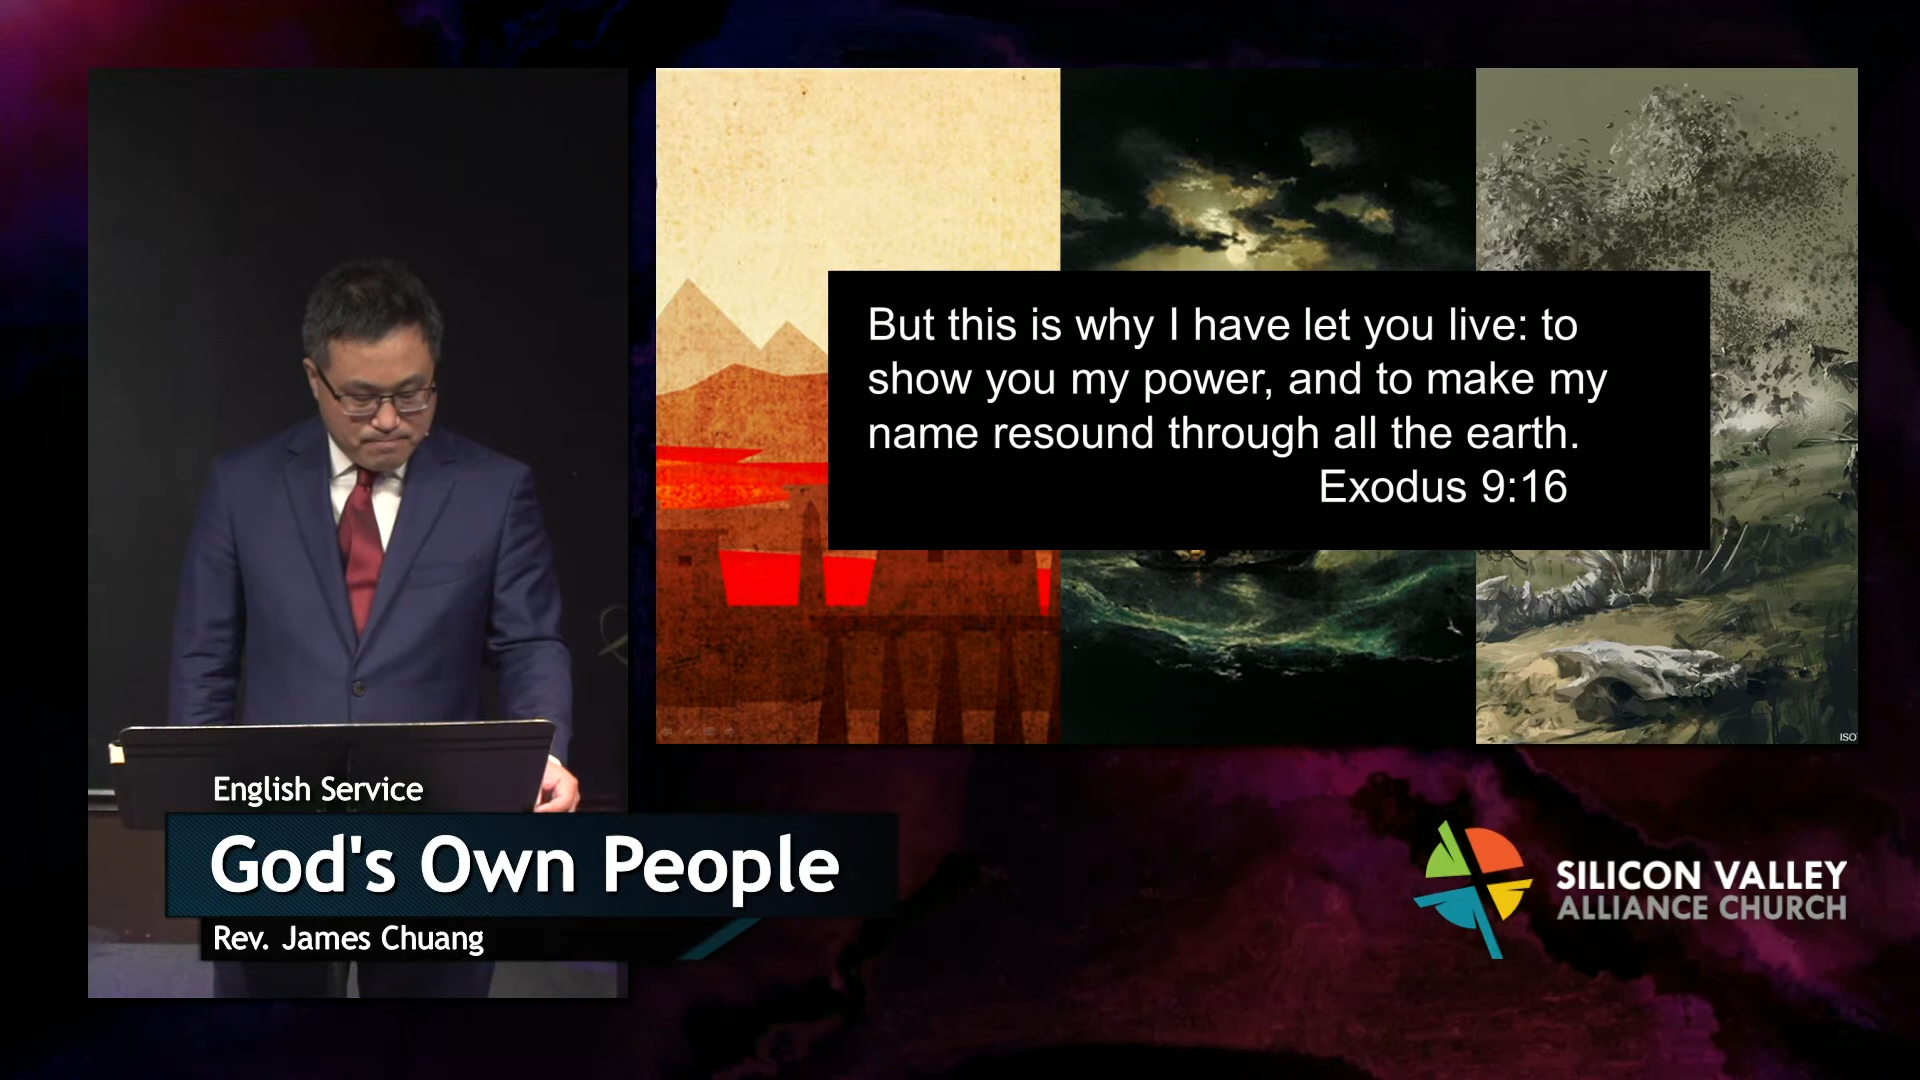 But this is why I have let you live: to
show you my power, and to make my
name resound through all the earth.
Exodus 9:16
ISO
English Service
God's Own People
Rev. James Chuang
SILICON VALLEY
ALLIANCE CHURCH